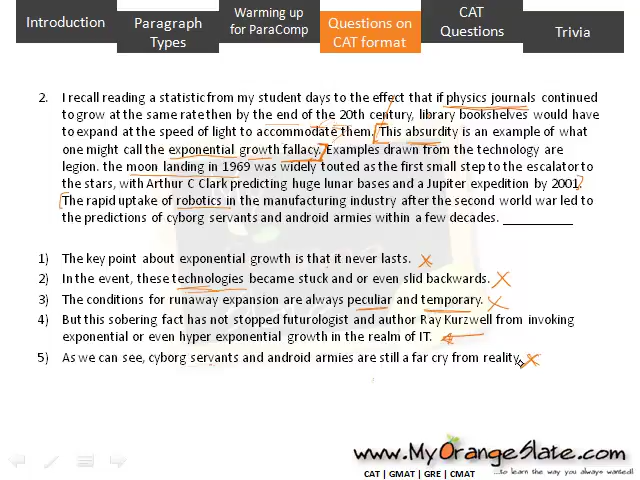 Introduction
Paragraph
Types
Warming up
for ParaComp
Questions on
CAT format
CAT
Questions
Trivia
2. I recall reading a statistic from my student days to the effect that if physics journals continued
to grow at the same rate then by the end of the 20th century, library bookshelves would have
to expand at the speed of light to accommodate them. This absurdity is an example of what
one might call the exponential growth fallacy. Examples drawn from the technology are
legion. the moon landing in 1969 was widely touted as the first small step to the escalator to
the stars, with Arthur C Clark predicting huge lunar bases and a Jupiter expedition by 2001.
The rapid uptake of robotics in the manufacturing industry after the second world war led to
the predictions of cyborg servants and android armies within a few decades. __________
1) The key point about exponential growth is that it never lasts.
2) In the event, these technologies became stuck and or even slid backwards.
3) The conditions for runaway expansion are always peculiar and temporary.
4) But this sobering fact has not stopped futurologist and author Ray Kurzwell from invoking
exponential or even hyper exponential growth in the realm of IT.
5) As we can see, cyborg servants and android armies are still a far cry from reality.
www.MyOrangeSlate.com
CAT | GMAT | GRE | CMAT
...to learn the way you always wanted!